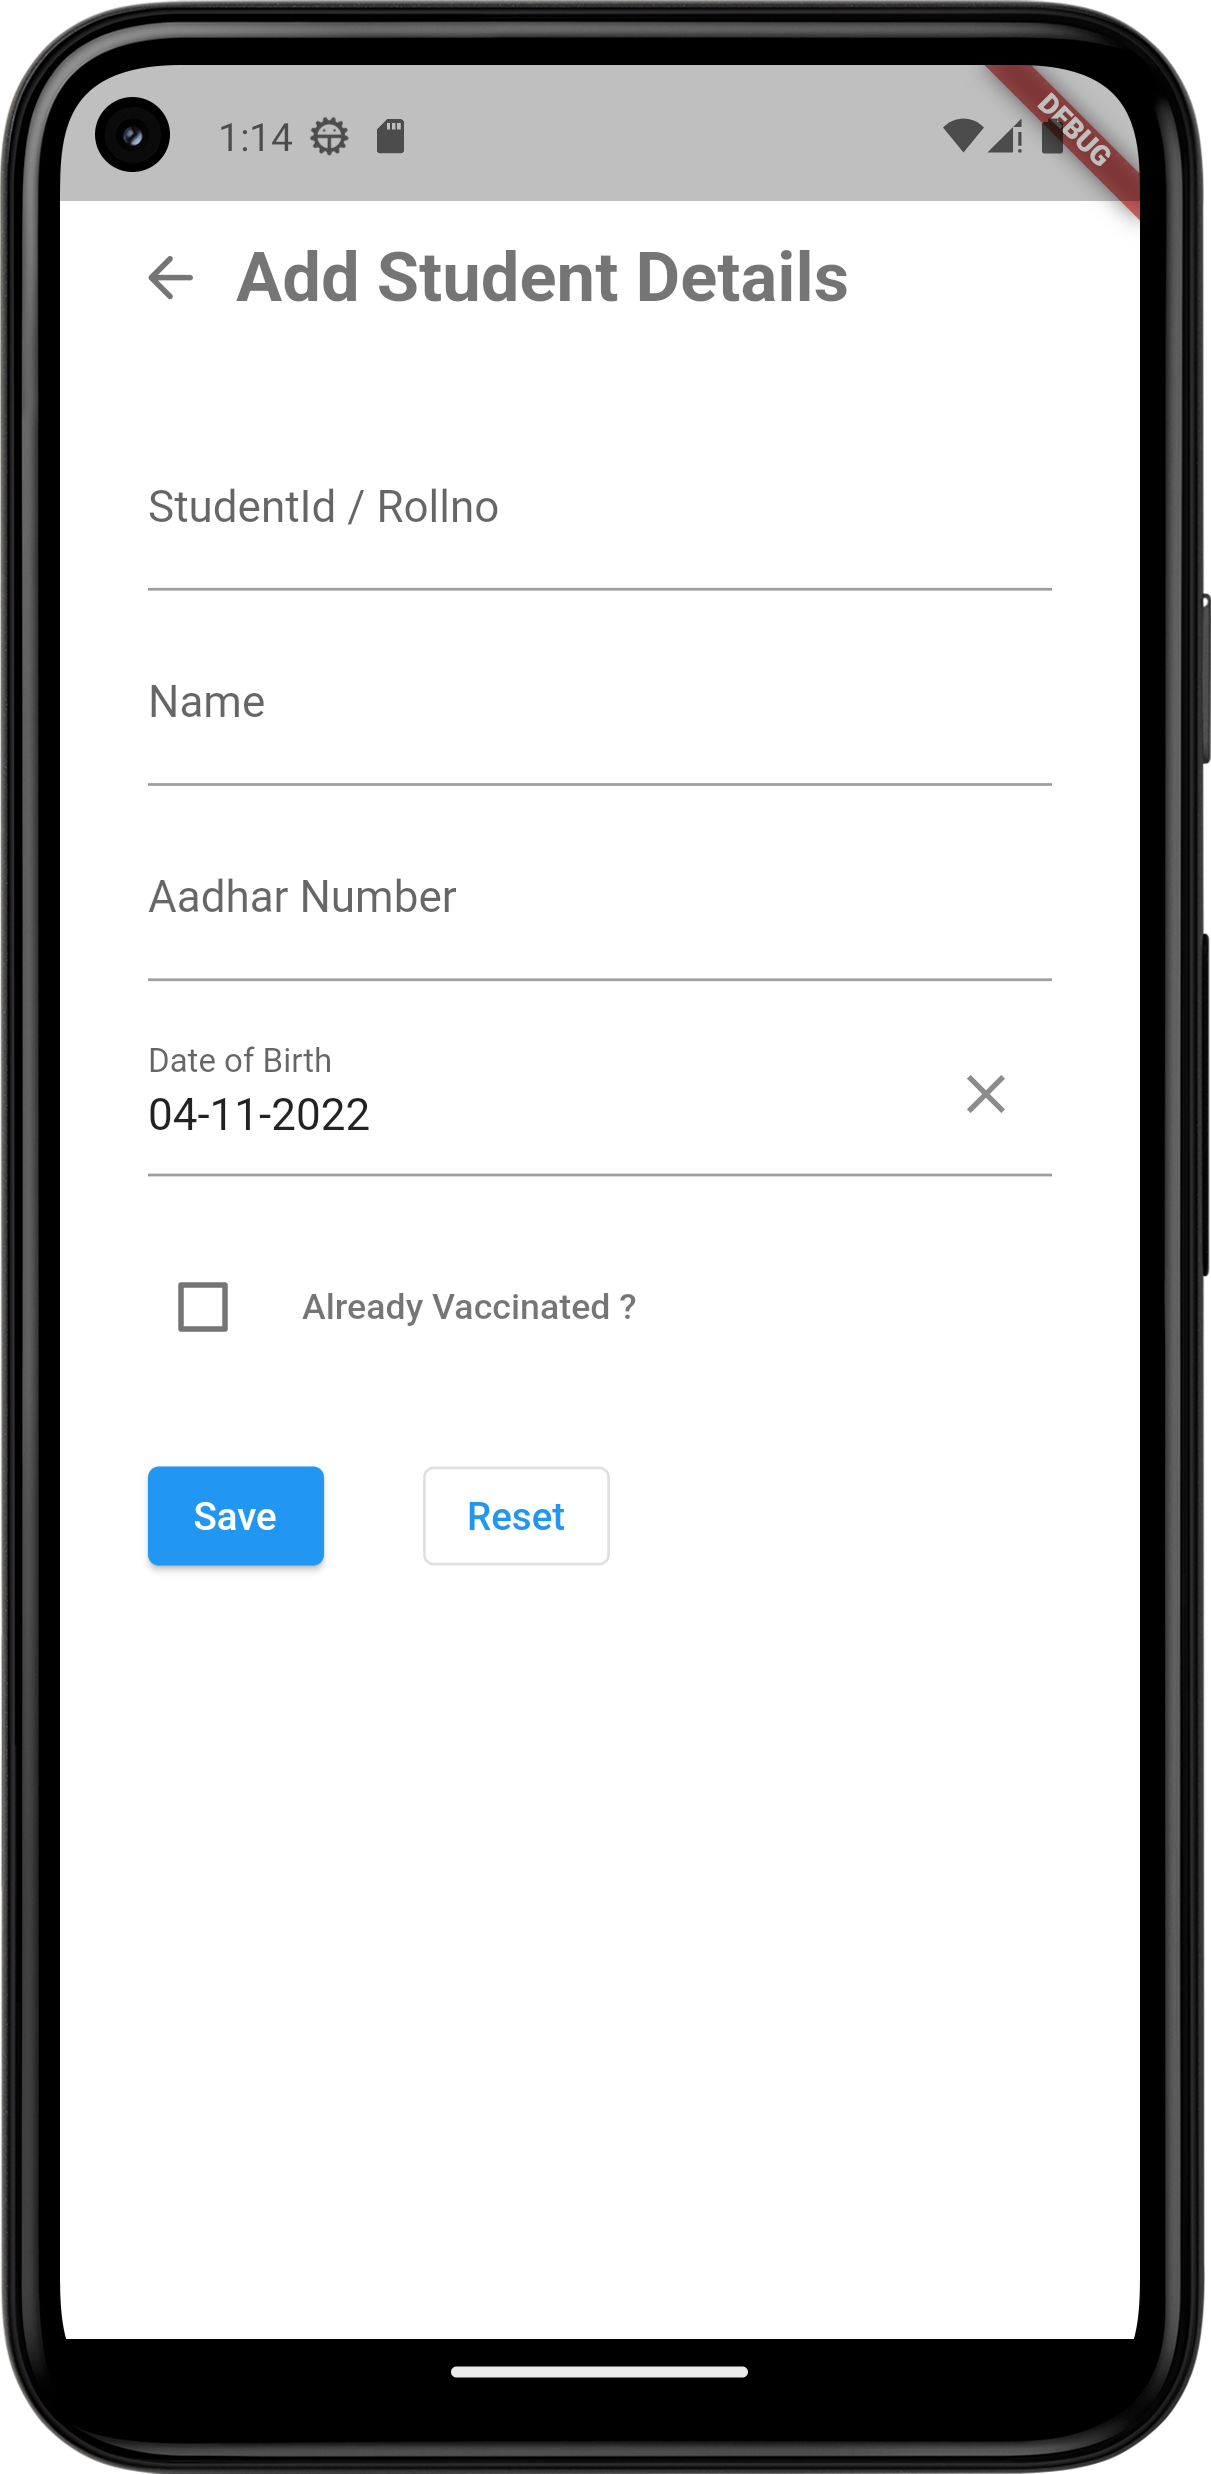 1:14
DEBUG
Add Student Details
StudentId / Rollno
Name
Aadhar Number
Date of Birth
04-11-2022
Already Vaccinated ?
Save
Reset